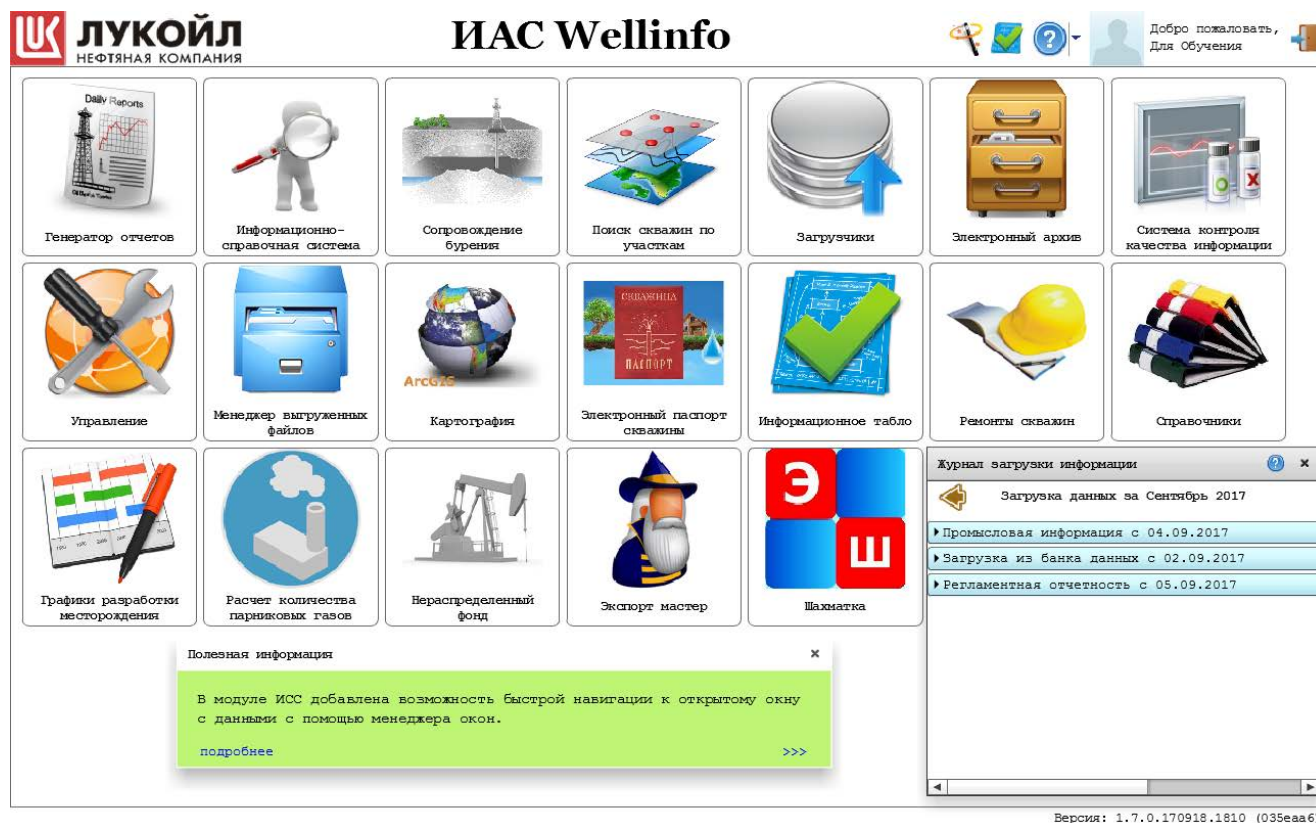 ЛУКОЙЛ
НЕФТЯНАЯ КОМПАНИЯ
ИАС Wellinfo
Добро пожаловать,
Для Обучения
Daily Reports
Генератор отчетов
Информационно-
справочная система
Сопровождение
бурения
Поиск скважин по
участкам
Загрузчики
Электронный архив
Система контроля
качества информации
Управление
Менеджер выгруженных
файлов
ArcGIS
Картография
СКВАЖИНА
ПАСПОРТ
Электронный паспорт
скважины
Информационное табло
Ремонты скважин
Справочники
Графики разработки
месторождения
Расчет количества
парниковых газов
Нераспределенный
фонд
Экспорт мастер
Э
Ш
Шахматка
Журнал загрузки информации
Загрузка данных за Сентябрь 2017
Промысловая информация с 04.09.2017
Загрузка из банка данных с 02.09.2017
Регламентная отчетность с 05.09.2017
Полезная информация
В модуле ИСС добавлена возможность быстрой навигации к открытому окну
с данными с помощью менеджера окон.
подробнее >>>
Версия: 1.7.0.170918.1810 (035eaa6